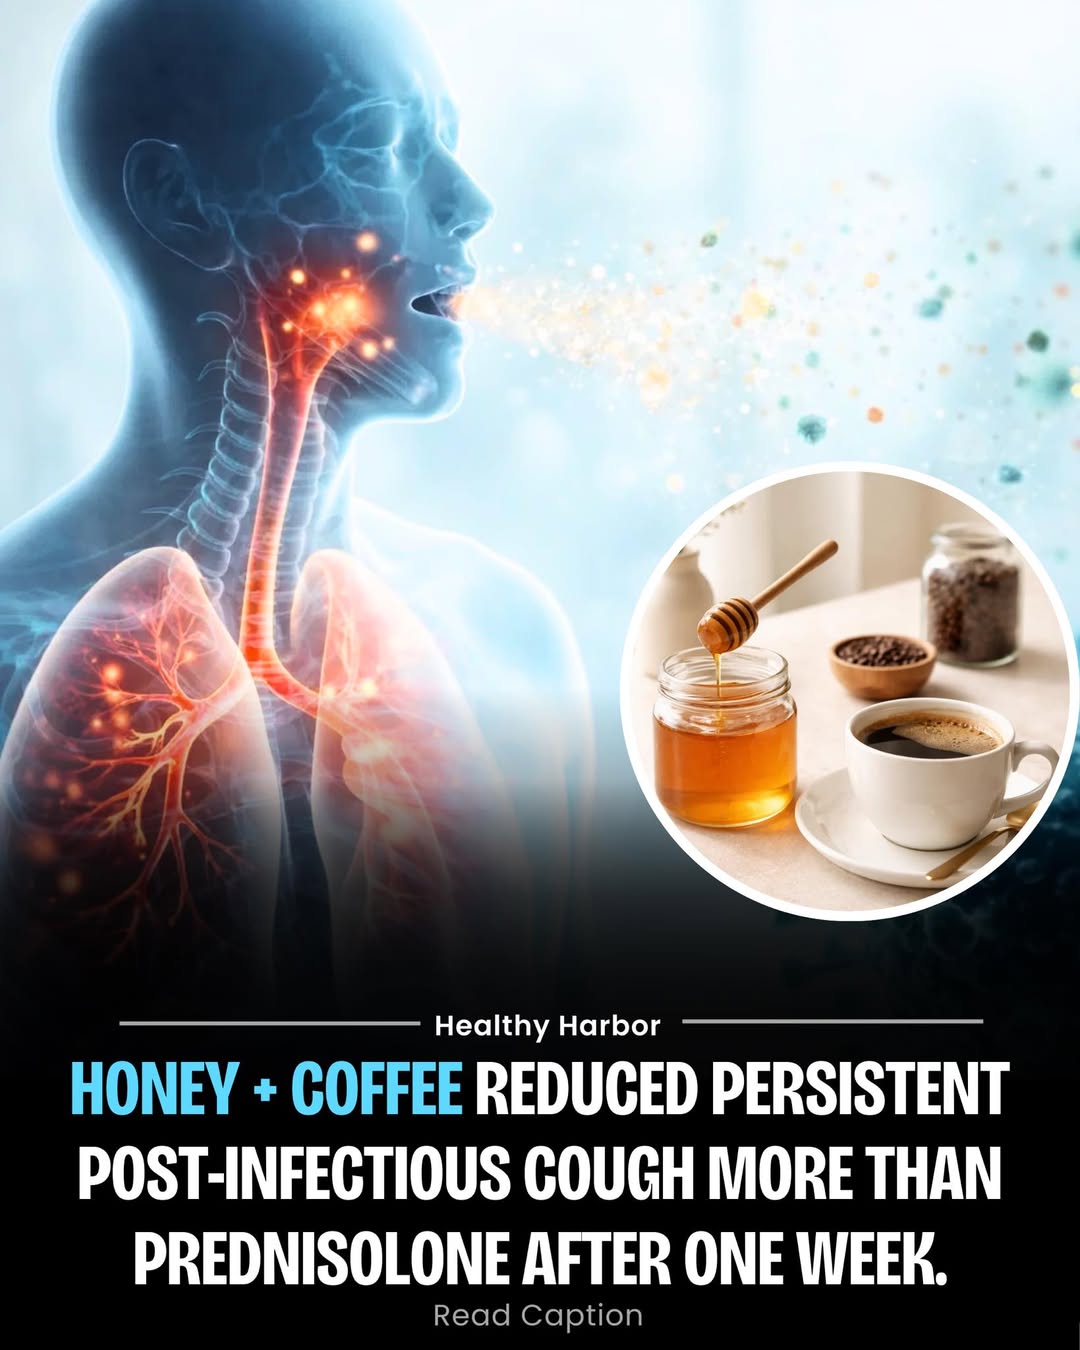 Healthy Harbor
HONEY + COFFEE REDUCED PERSISTENT
POST-INFECTIOUS COUGH MORE THAN
PREDNISOLONE AFTER ONE WEEK.
Read Caption